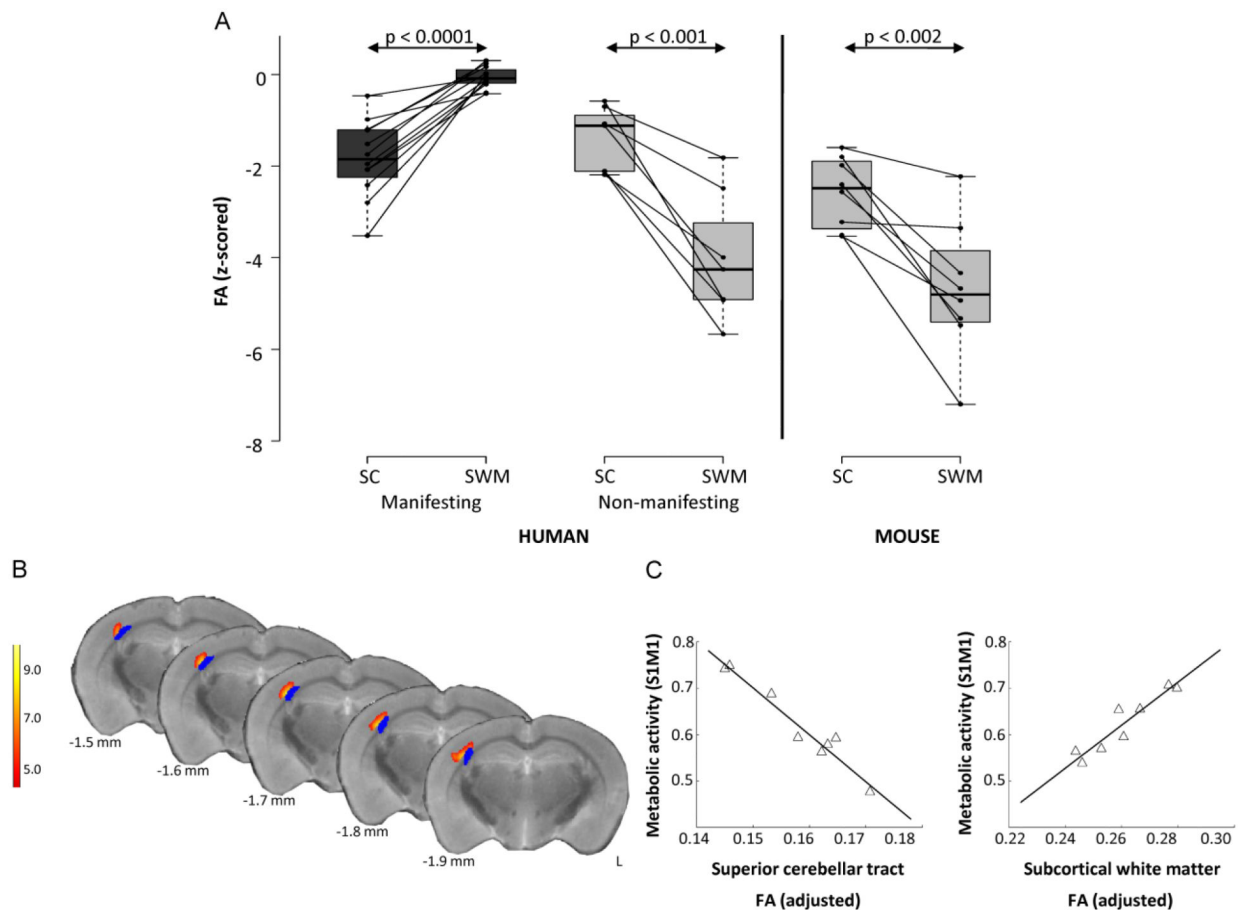 A
p < 0.0001
p < 0.001
p < 0.002
FA (z-scored)
0
-2
-4
-6
-8
SC
SWM
SC
SWM
SC
SWM
Manifesting
Non-manifesting
HUMAN
MOUSE
B
9.0
7.0
5.0
-1.5 mm
-1.6 mm
-1.7 mm
-1.8 mm
-1.9 mm
L
C
Metabolic activity (S1M1)
0.8
0.7
0.6
0.5
0.14
0.15
0.16
0.17
0.18
Superior cerebellar tract
FA (adjusted)
Metabolic activity (S1M1)
0.8
0.7
0.6
0.5
0.22
0.24
0.26
0.28
0.30
Subcortical white matter
FA (adjusted)